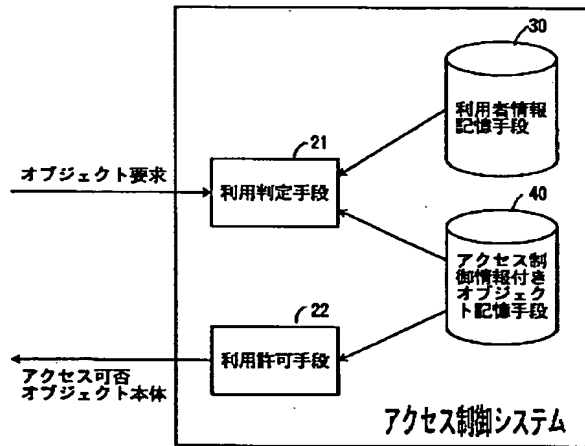 30
利用者情報
記憶手段
21
オブジェクト要求
利用判定手段
40
アクセス制
御情報付き
オブジェク
ト記憶手段
22
利用許可手段
アクセス可否
オブジェクト本体
アクセス制御システム